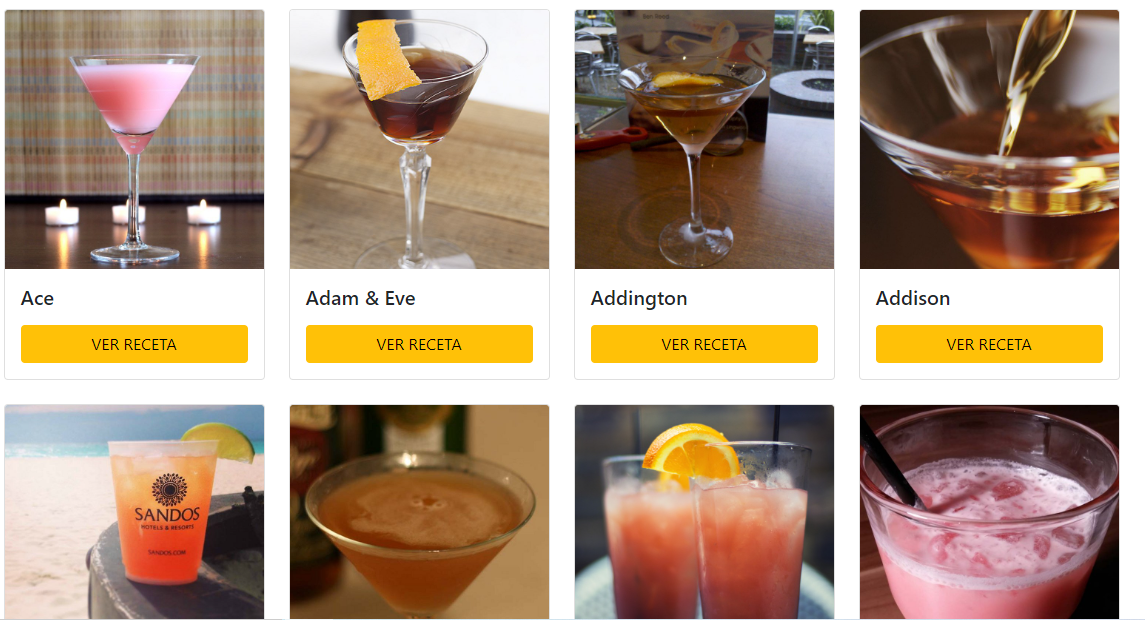 Ace
Adam & Eve
Addington
Addison
VER RECETA
VER RECETA
VER RECETA
VER RECETA
SANDOS
HOTELS & RESORTS
SANDOS.COM